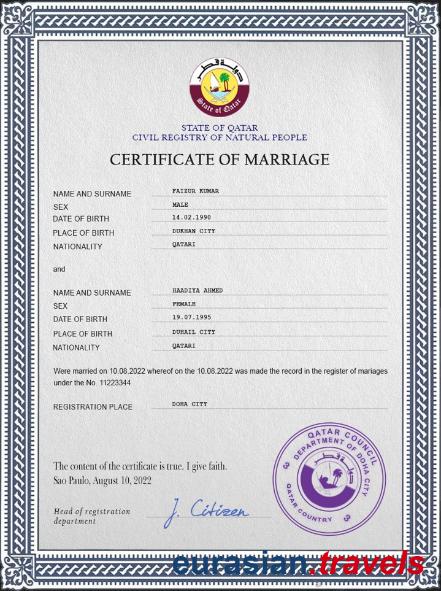 دولة قطر
State of Qatar
STATE OF QATAR
CIVIL REGISTRY OF NATURAL PEOPLE
CERTIFICATE OF MARRIAGE
NAME AND SURNAME FAIZUR KUMAR
SEX MALE
DATE OF BIRTH 14.02.1990
PLACE OF BIRTH DUKHAN CITY
NATIONALITY QATARI
and
NAME AND SURNAME HAADIYA AHMED
SEX FEMALE
DATE OF BIRTH 19.07.1995
PLACE OF BIRTH DUHAIL CITY
NATIONALITY QATARI
Were married on 10.08.2022 whereof on the 10.08.2022 was made the record in the register of mariages
under the No 11223344
REGISTRATION PLACE DOHA CITY
QATAR COUNCIL
DEPARTMENT OF DOHA CITY
QATAR COUNTRY
The content of the certificate is true. I give faith.
Sao Paulo, August 10, 2022
Head of registration
department
J. Citizen
eurasian.travels